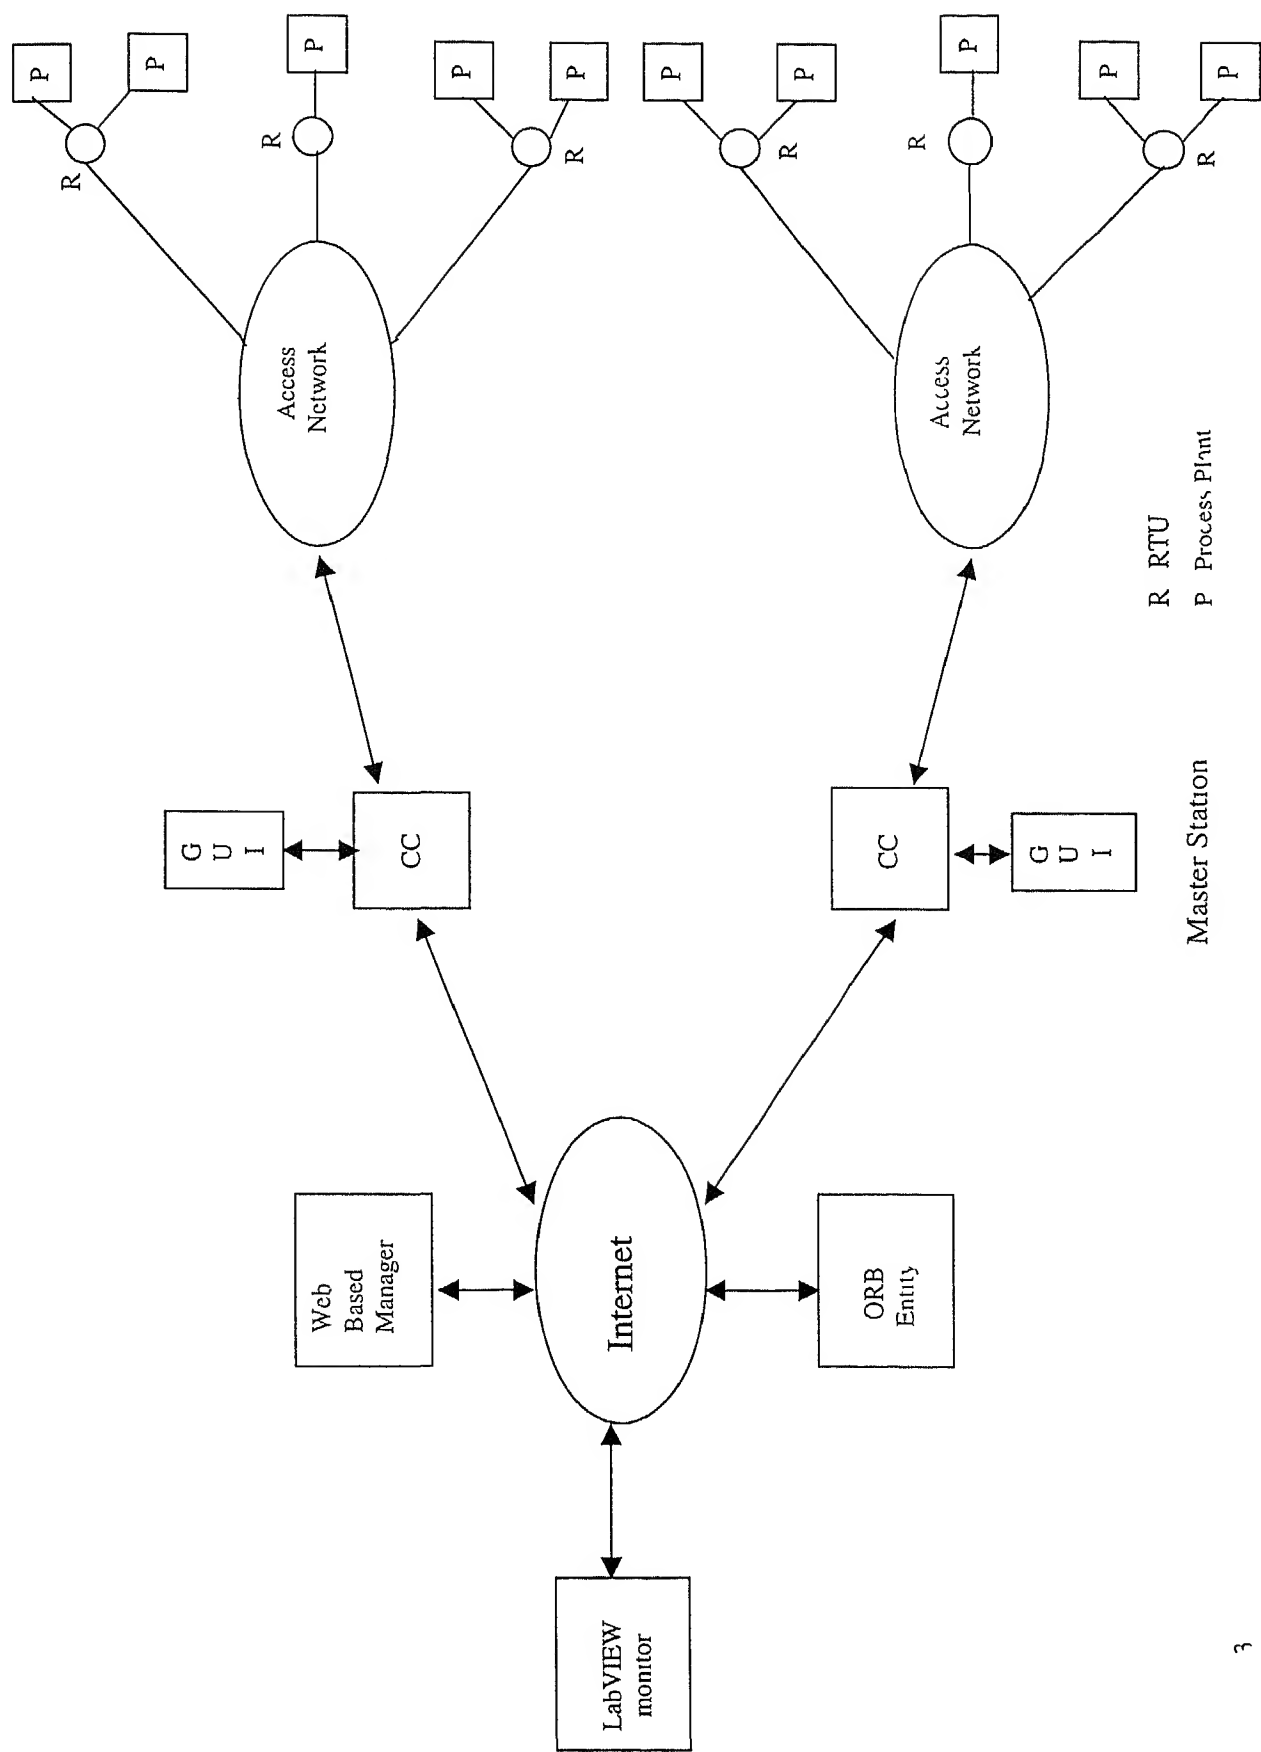 LabVIEW
monitor
Web
Based
Manager
Internet
ORB
Entity
G
U
I
CC
CC
G
U
I
Master Station
Access
Network
Access
Network
R RTU
P Process Plant
P
R
P
R
P
P
R
P
P
R
P
R
P
P
R
P
3